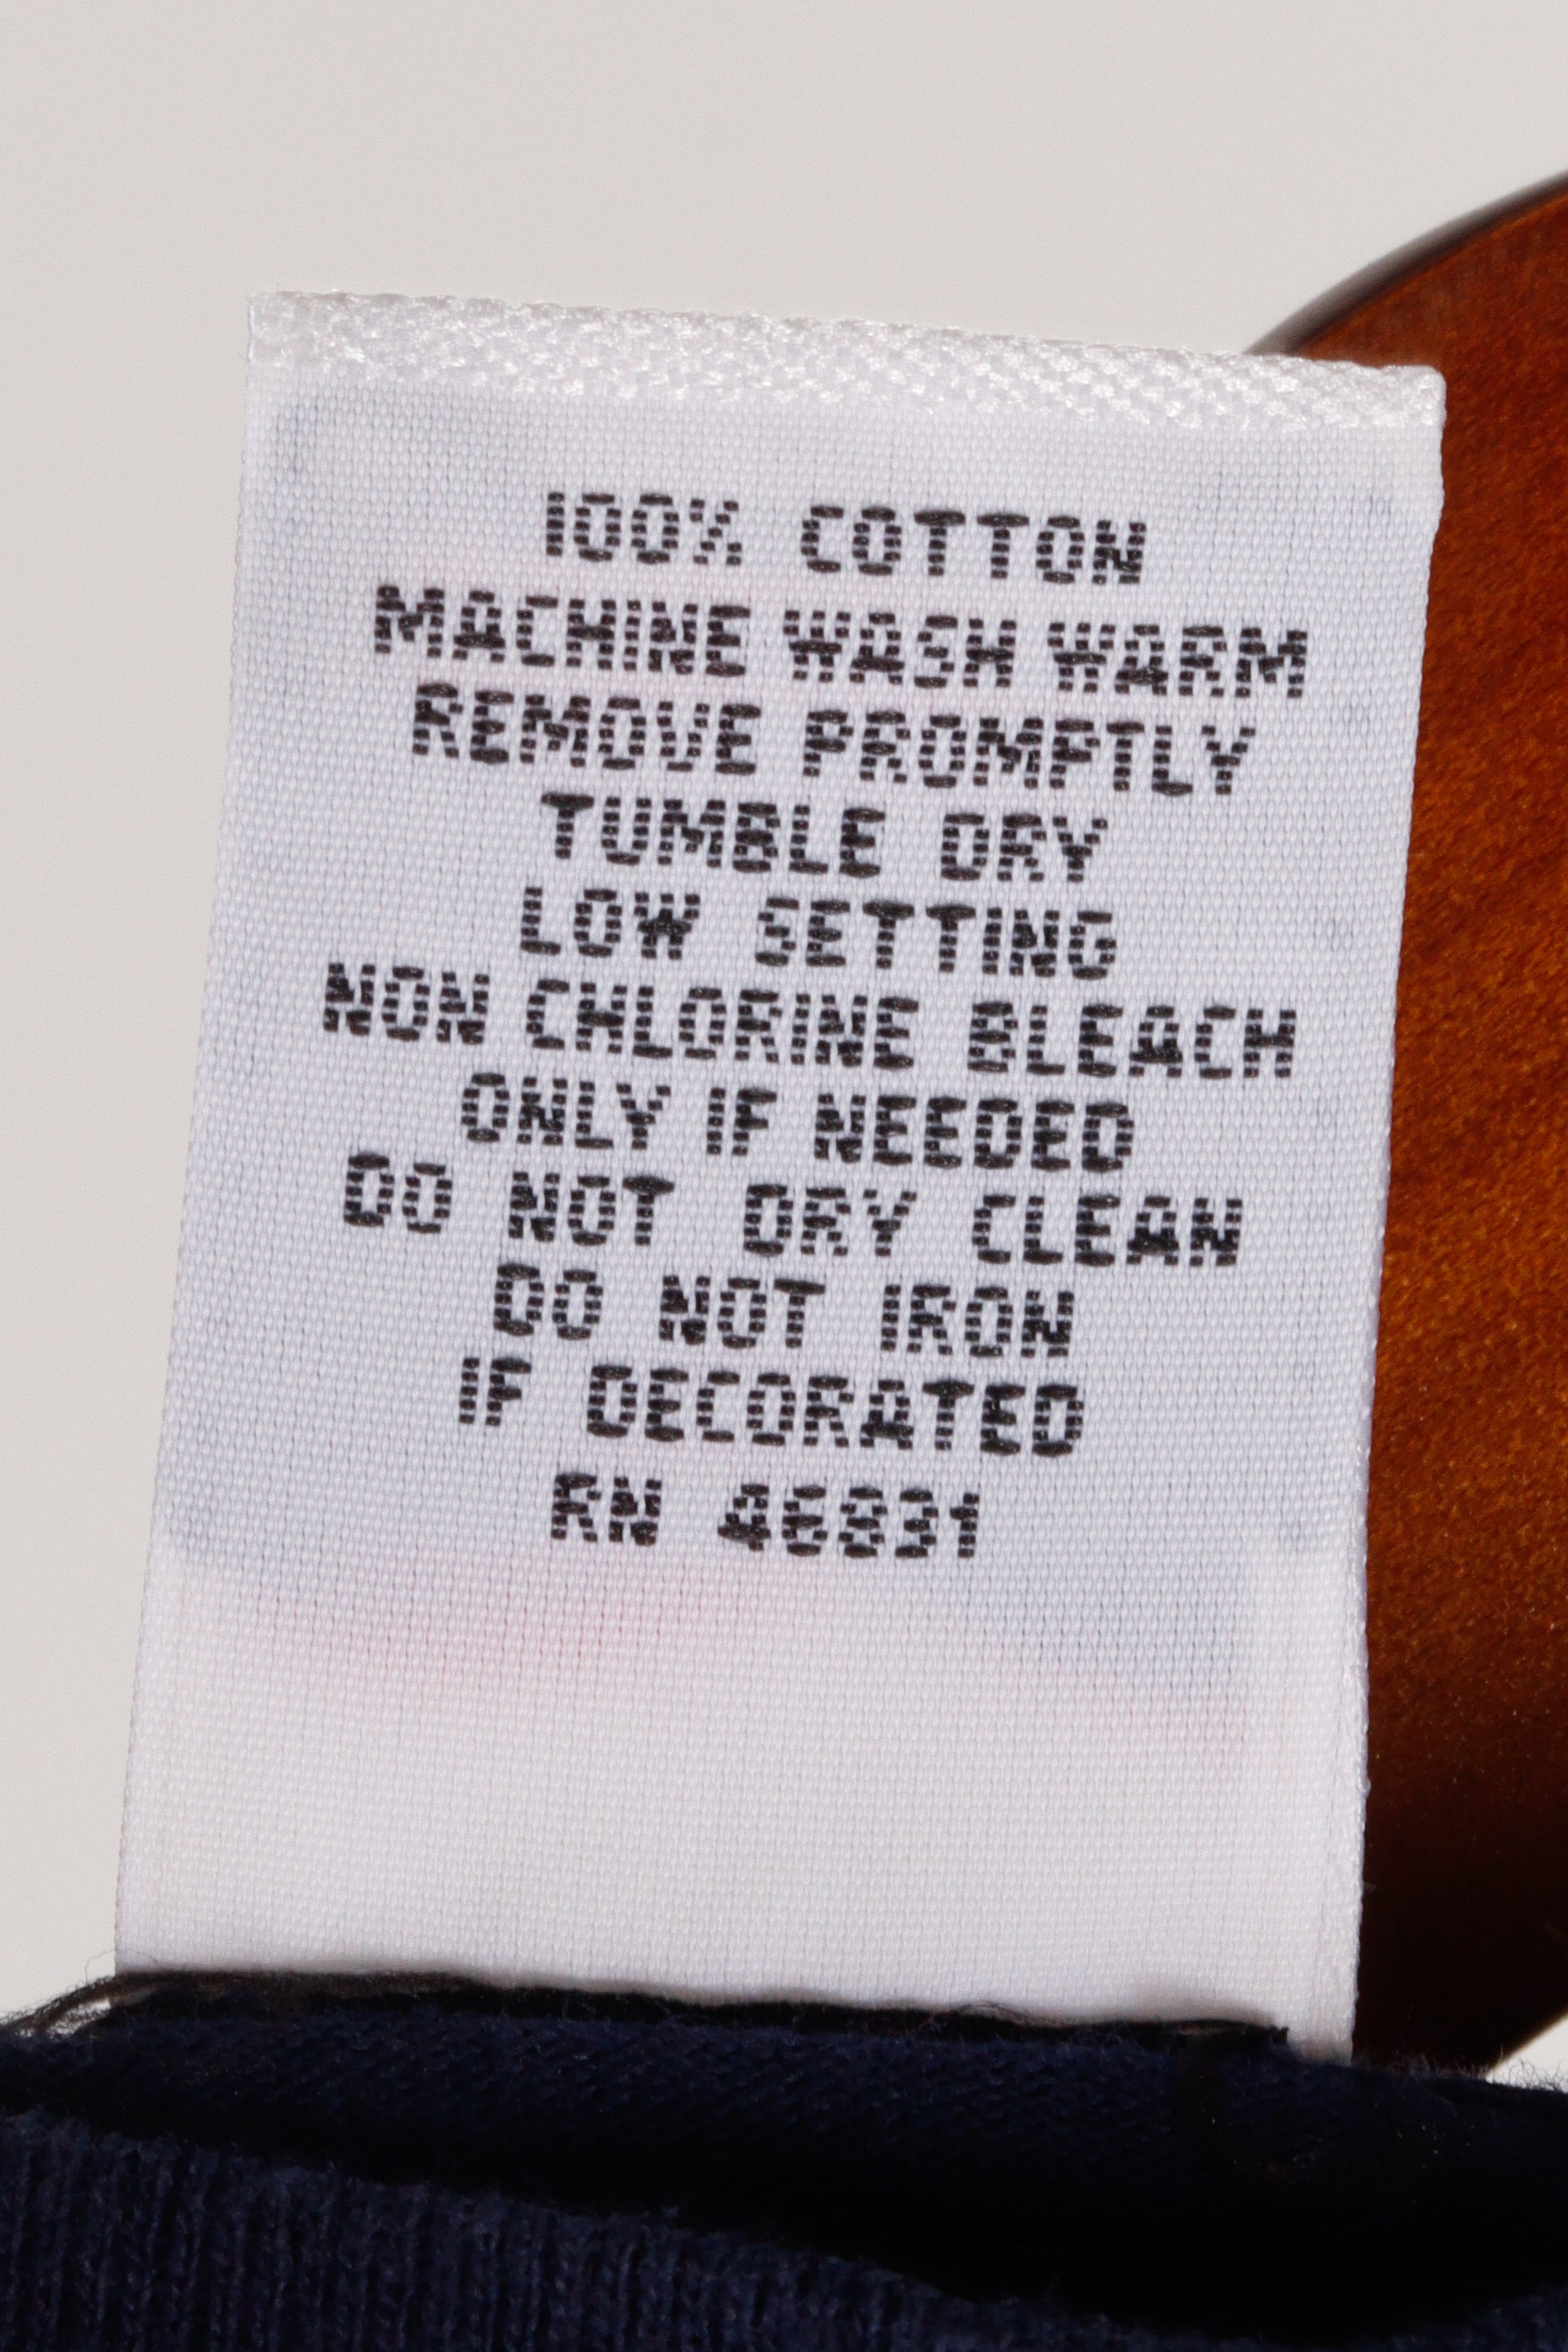 100% COTTON
MACHINE WASH WARM
REMOVE PROMPTLY
TUMBLE DRY
LOW SETTING
NON CHLORINE BLEACH
ONLY IF NEEDED
DO NOT DRY CLEAN
DO NOT IRON
IF DECORATED
RN 46831